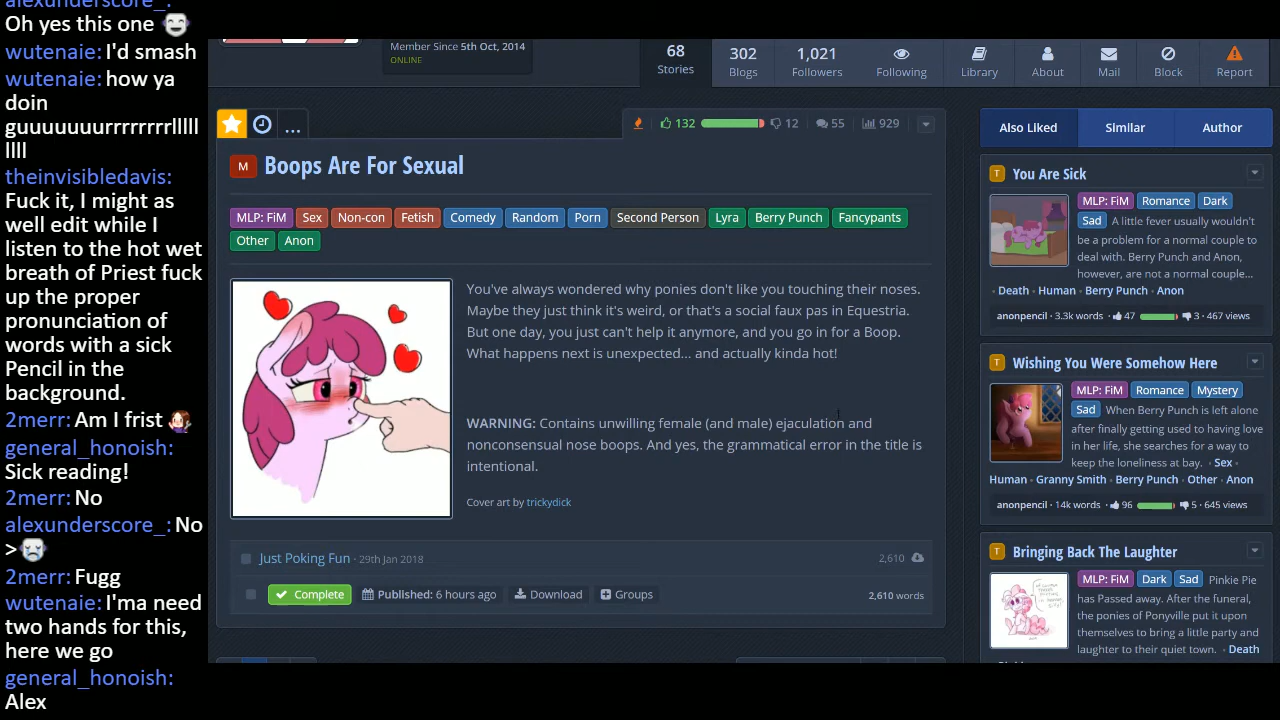 alexunderscore_:
Oh yes this one
wutenaie: I'd smash
wutenaie: how ya
doin
guuuuuuurrrrrrrrlllll
llll
theinvisibledavis:
Fuck it, I might as
well edit while I
listen to the hot wet
breath of Priest fuck
up the proper
pronunciation of
words with a sick
Pencil in the
background.
2merr: Am I frist
general_honoish:
Sick reading!
2merr: No
alexunderscore_: No
>
2merr: Fugg
wutenaie: I'ma need
two hands for this,
here we go
general_honoish:
Alex
Member Since 5th Oct, 2014
ONLINE
68
Stories
302
Blogs
1,021
Followers
Following
Library
About
Mail
Block
Report
...
132
12
55
929
M Boops Are For Sexual
MLP: FiM Sex Non-con Fetish Comedy Random Porn Second Person Lyra Berry Punch Fancypants
Other Anon
You've always wondered why ponies don't like you touching their noses.
Maybe they just think it's weird, or that's a social faux pas in Equestria.
But one day, you just can't help it anymore, and you go in for a Boop.
What happens next is unexpected... and actually kinda hot!
WARNING: Contains unwilling female (and male) ejaculation and
nonconsensual nose boops. And yes, the grammatical error in the title is
intentional.
Cover art by trickydick
Just Poking Fun · 29th Jan 2018 2,610
Complete Published: 6 hours ago Download Groups 2,610 words
Also Liked Similar Author
T You Are Sick
MLP: FiM Romance Dark
Sad A little fever usually wouldn't
be a problem for a normal couple to
deal with. Berry Punch and Anon,
however, are not a normal couple...
· Death · Human · Berry Punch · Anon
anonpencil · 3.3k words · 47 3 · 467 views
T Wishing You Were Somehow Here
MLP: FiM Romance Mystery
Sad When Berry Punch is left alone
after finally getting used to having love
in her life, she searches for a way to
keep the loneliness at bay. · Sex ·
Human · Granny Smith · Berry Punch · Other · Anon
anonpencil · 14k words · 96 5 · 645 views
T Bringing Back The Laughter
MLP: FiM Dark Sad Pinkie Pie
has Passed away. After the funeral,
the ponies of Ponyville put it upon
themselves to bring a little party and
laughter to their quiet town. · Death